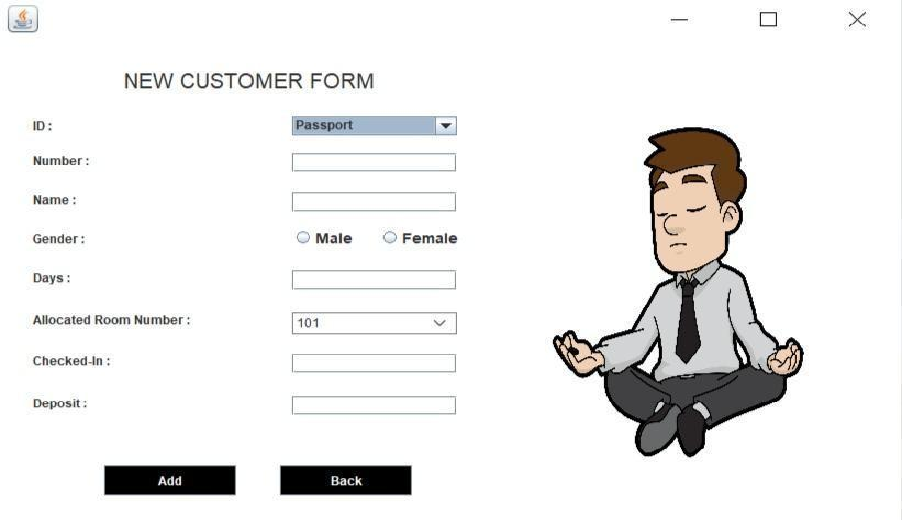 NEW CUSTOMER FORM
ID : Passport
Number :
Name :
Gender : Male Female
Days :
Allocated Room Number : 101
Checked-In :
Deposit :
Add Back